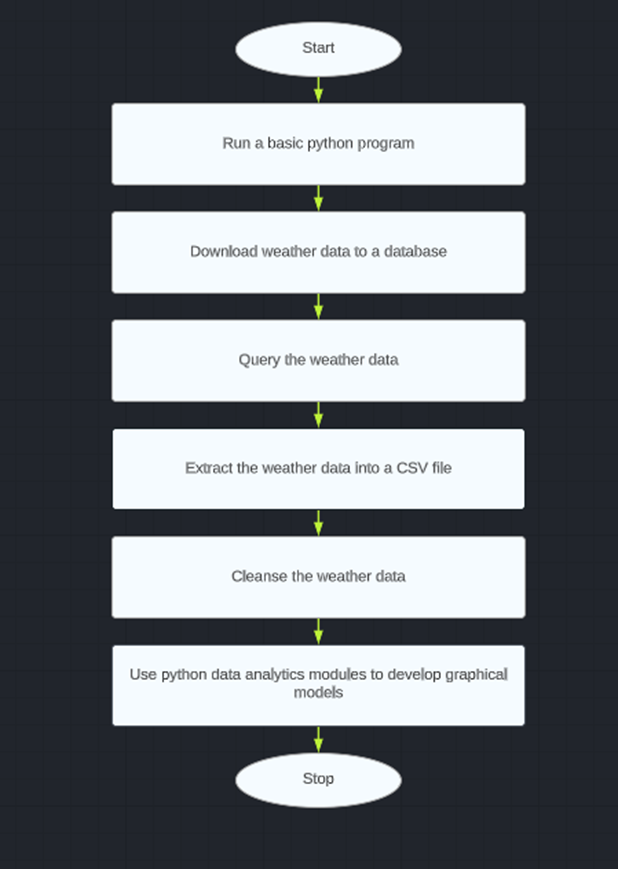 Start
Run a basic python program
Download weather data to a database
Query the weather data
Extract the weather data into a CSV file
Cleanse the weather data
Use python data analytics modules to develop graphical
models
Stop